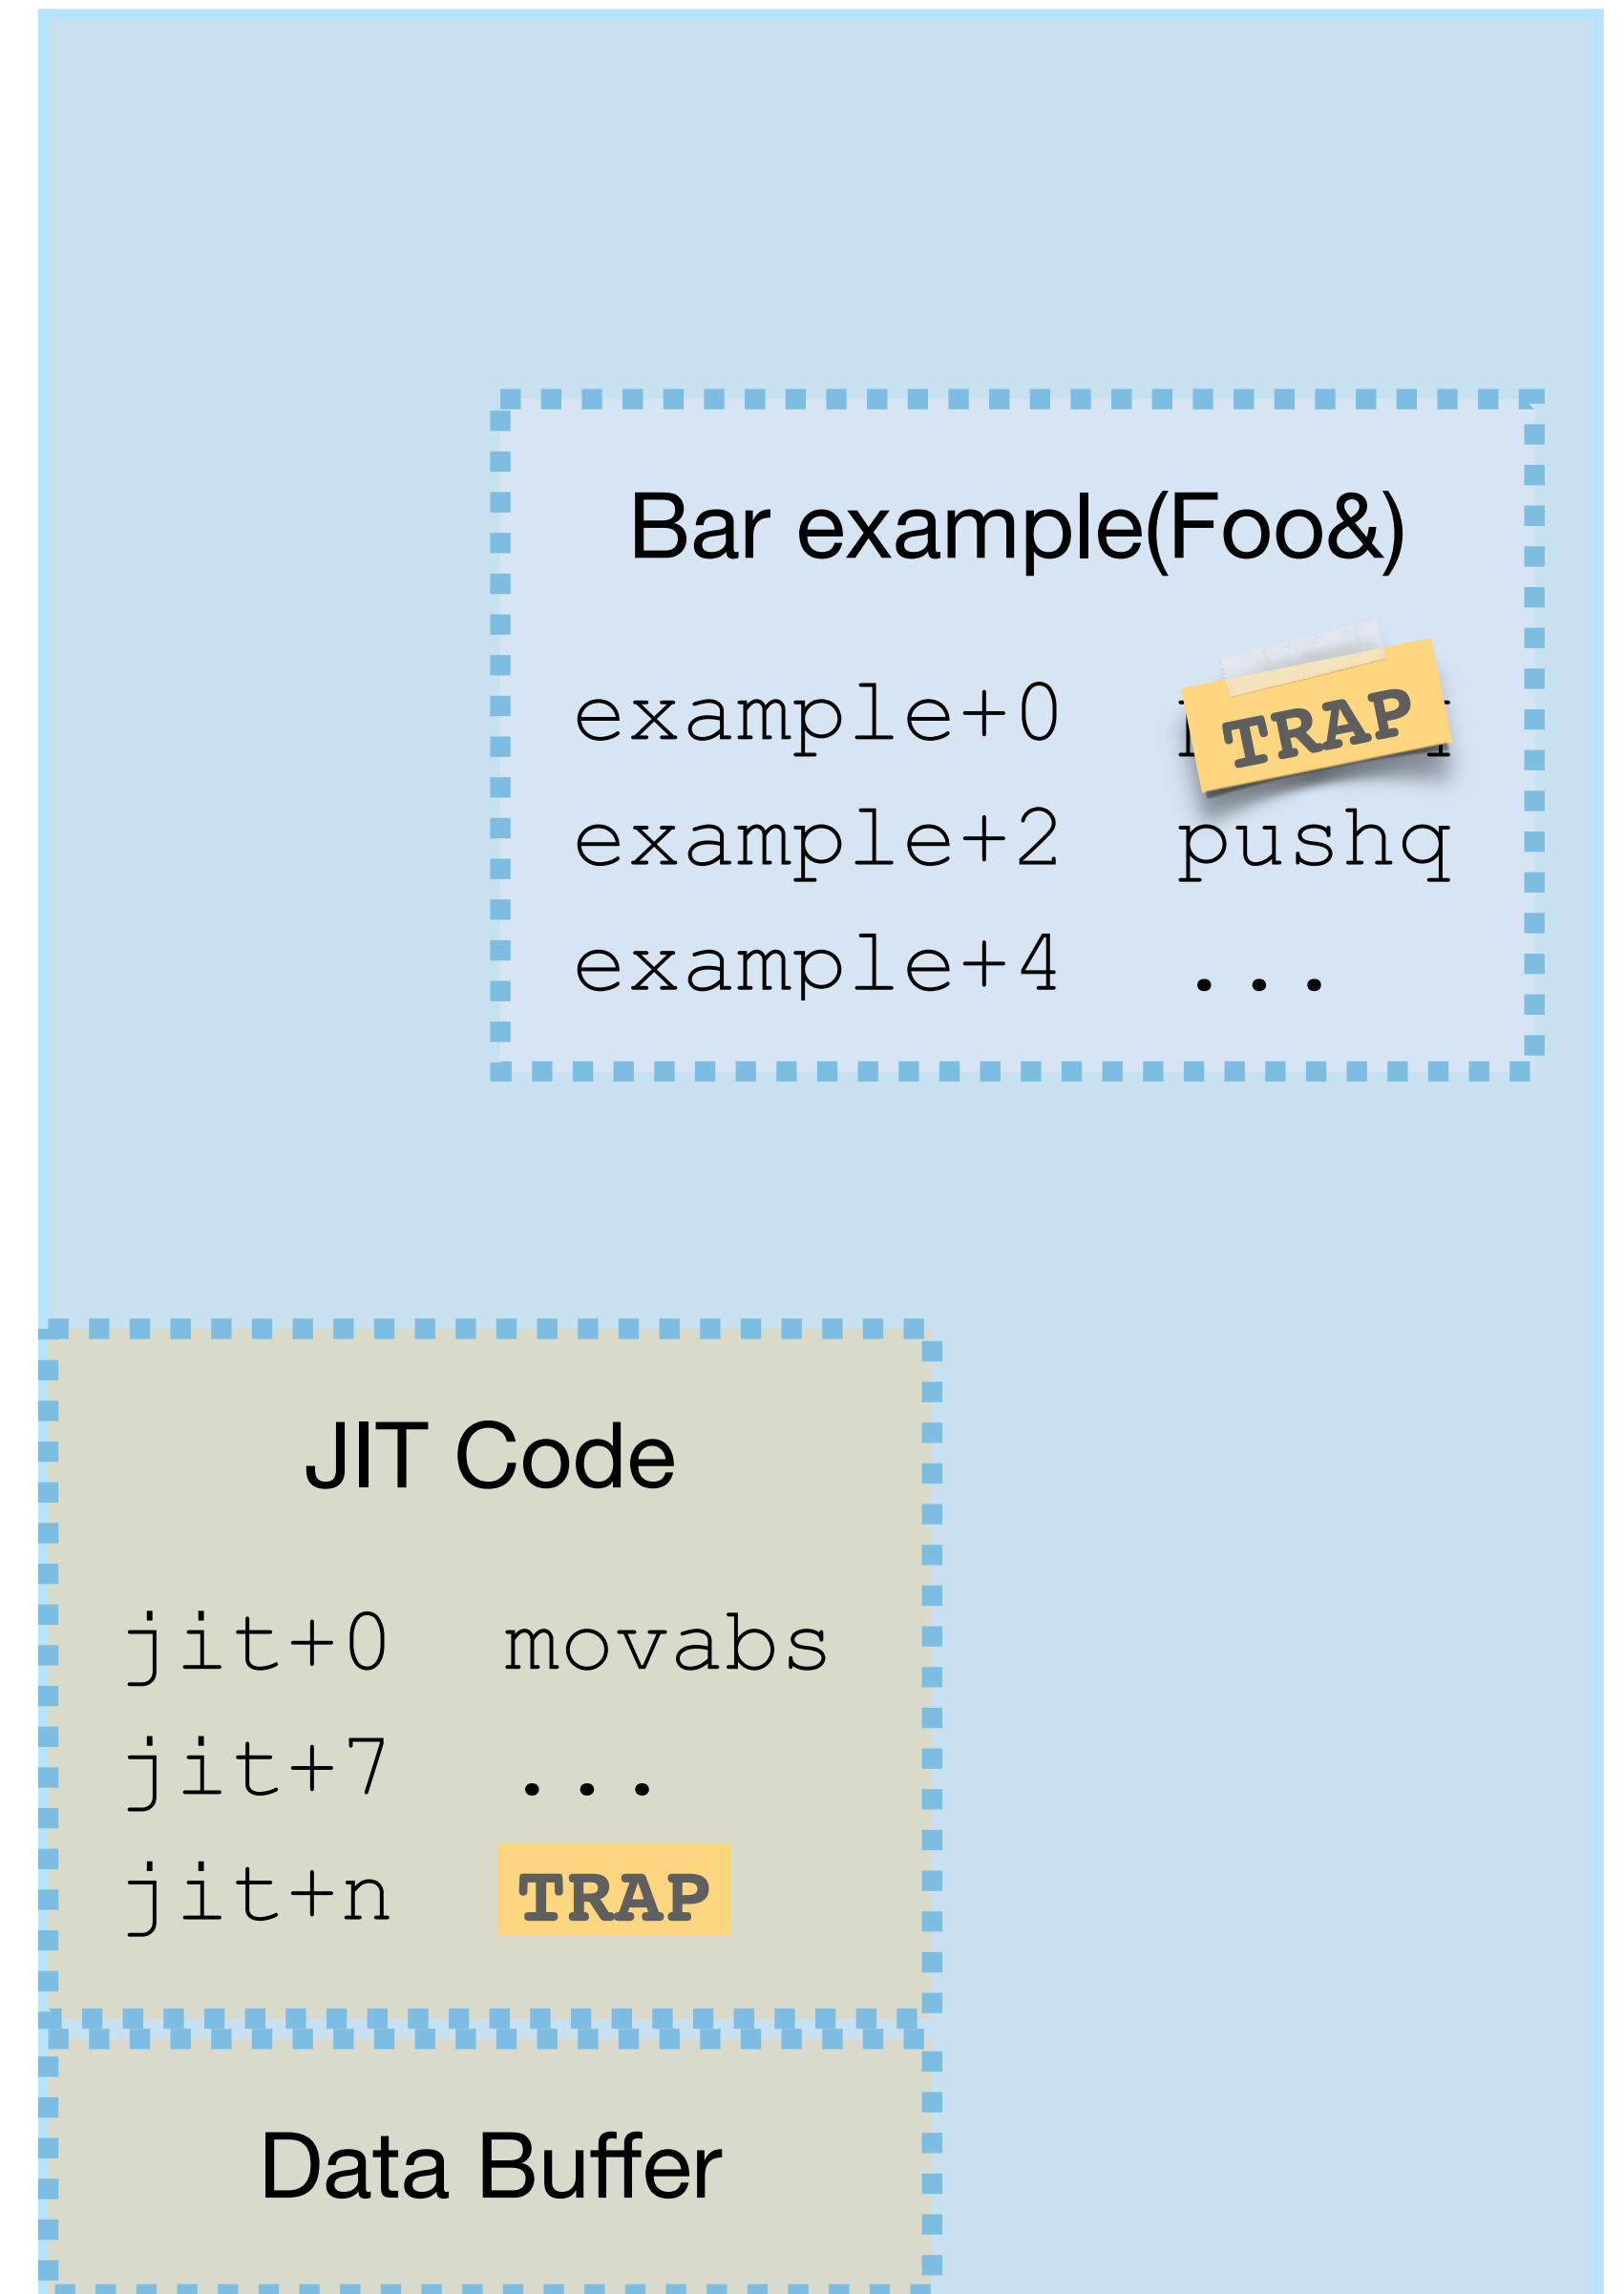 Bar example(Foo&)
example+0 TRAP
example+2 pushq
example+4 ...
JIT Code
jit+0 movabs
jit+7 ...
jit+n TRAP
Data Buffer